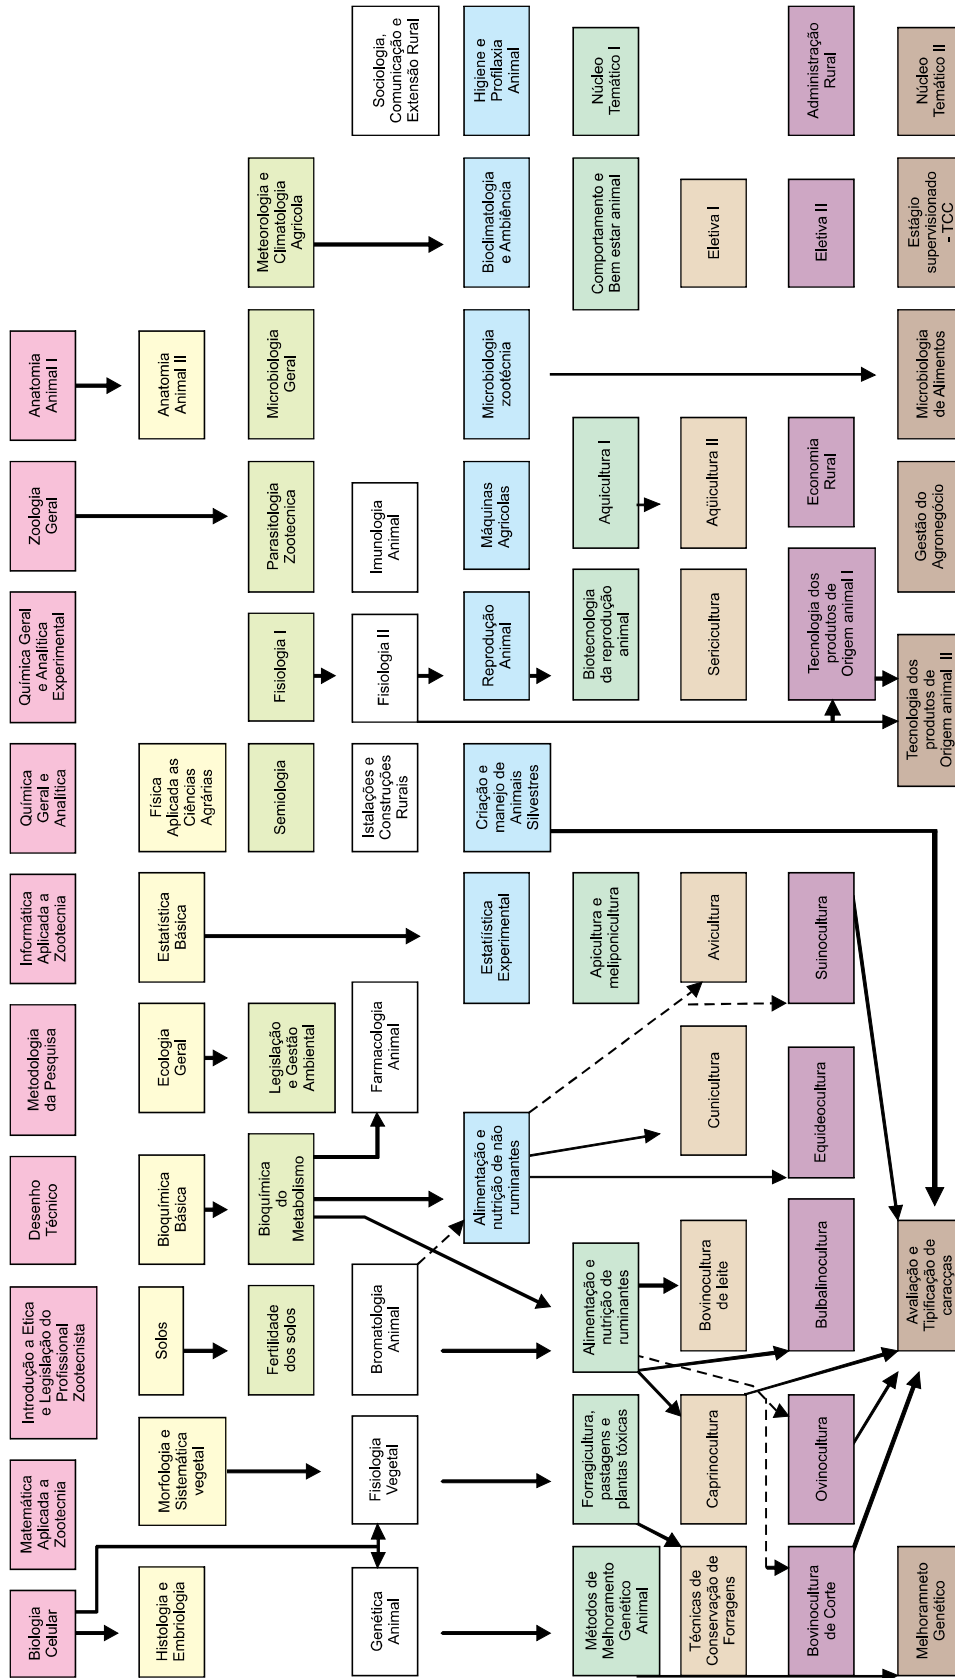 Biologia
Celular
Matemática
Aplicada a
Zootecnia
Introdução a Etica
e Legislação do
Profissional
Zootecnista
Desenho
Técnico
Metodologia
da Pesquisa
Informática
Aplicada a
Zootecnia
Química
Geral e
Analítica
Química Geral
e Analítica
Experimental
Zoologia
Geral
Anatomia
Animal I
Histologia e
Embriologia
Morfologia e
Sistemática
vegetal
Solos
Bioquímica
Básica
Ecologia
Geral
Estatística
Básica
Física
Aplicada as
Ciências
Agrárias
Anatomia
Animal II
Fertilidade
dos solos
Bioquímica
do
Metabolismo
Legislação
e Gestão
Ambiental
Semiologia
Fisiologia I
Parasitologia
Zootecnica
Microbiologia
Geral
Meteorologia e
Climatologia
Agrícola
Genética
Animal
Fisiologia
Vegetal
Bromatologia
Animal
Farmacologia
Animal
Istalações e
Construções
Rurais
Fisiologia II
Imunologia
Animal
Sociologia,
Comunicação e
Extensão Rural
Alimentação e
nutrição de não
ruminantes
Estatíistica
Experimental
Criação e
manejo de
Animais
Silvestres
Reprodução
Animal
Máquinas
Agrícolas
Microbiologia
zootécnia
Bioclimatologia
e Ambiência
Higiene e
Profilaxia
Animal
Métodos de
Melhoramento
Genético
Animal
Forragicultura,
pastagens e
plantas tóxicas
Alimentação e
nutrição de
ruminantes
Apicultura e
meliponicultura
Biotecnologia
da reprodução
animal
Aquicultura I
Comportamento e
Bem estar animal
Núcleo
Temático I
Técnicas de
Conservação de
Forragens
Caprinocultura
Bovinocultura
de leite
Cunicultura
Avicultura
Sericicultura
Aqüicultura II
Eletiva I
Bovinocultura
de Corte
Ovinocultura
Bulbalinocultura
Equideocultura
Suinocultura
Tecnologia dos
produtos de
Origem animal I
Economia
Rural
Eletiva II
Administração
Rural
Melhoramneto
Genético
Avaliação e
Tipificação de
caracças
Tecnologia dos
produtos de
Origem animal II
Gestão do
Agronegócio
Microbiologia
de Alimentos
Estágio
supervisionado
- TCC
Núcleo
Temático II